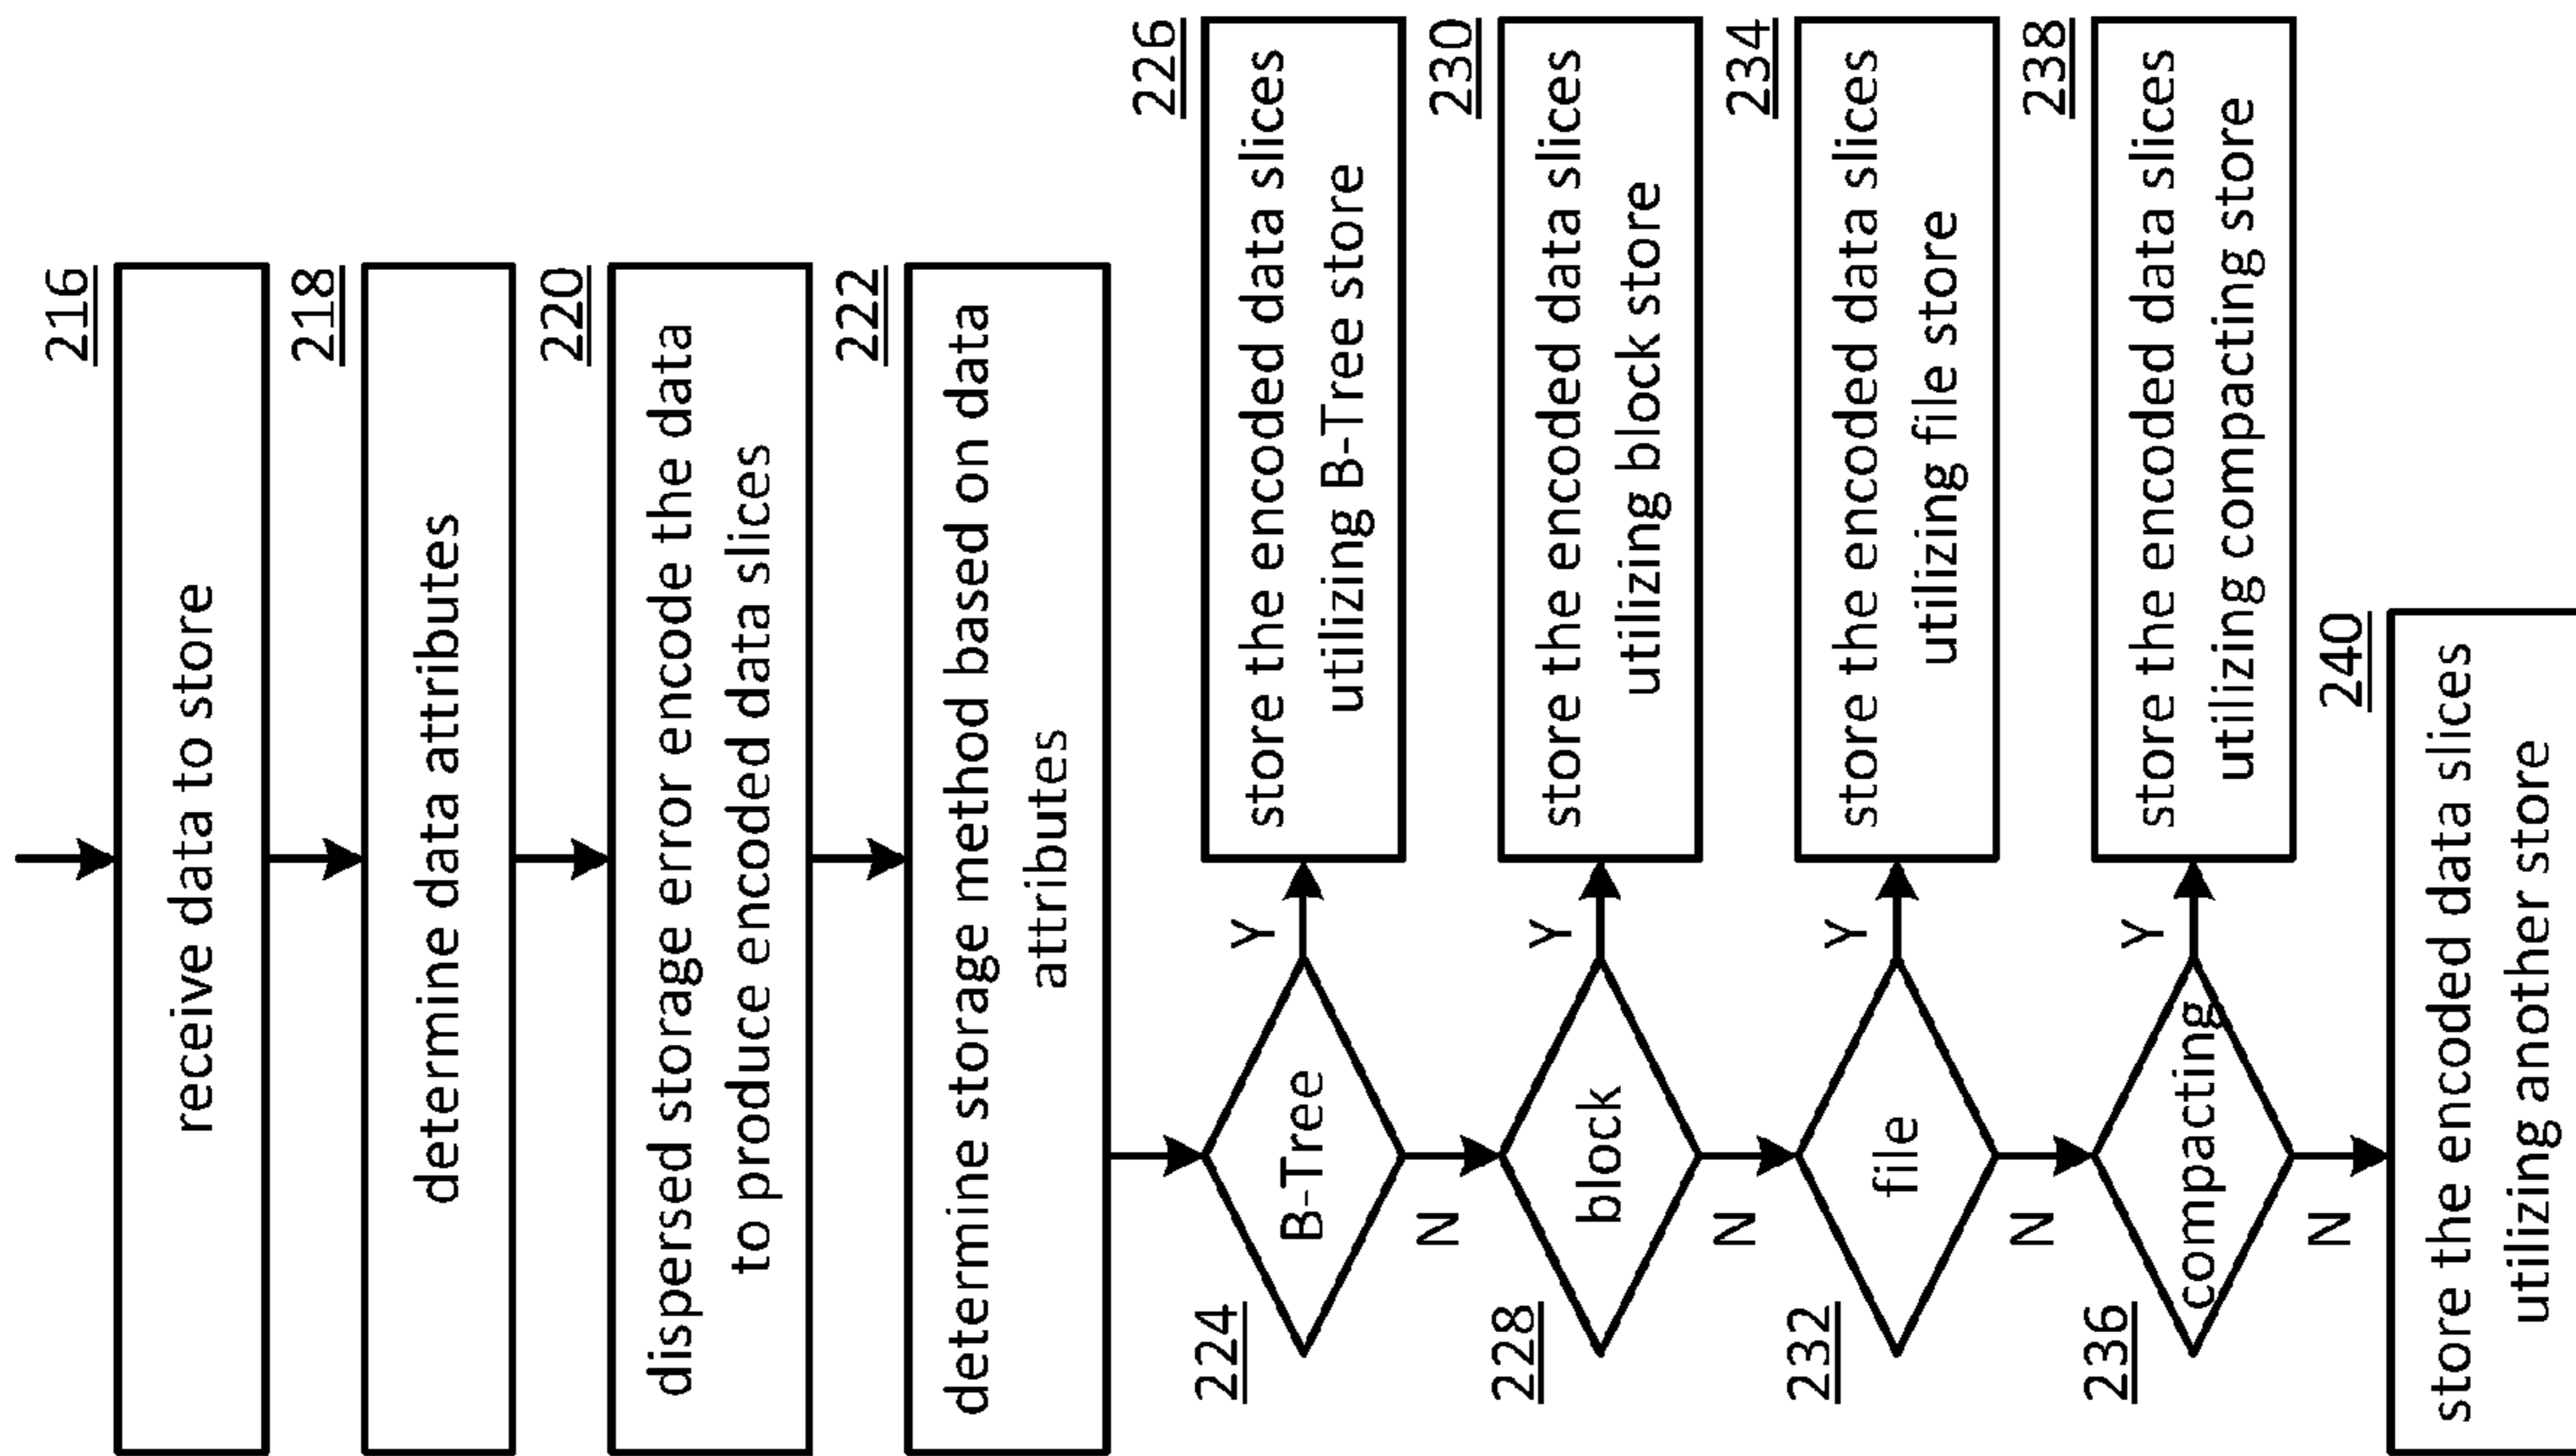 216
receive data to store
218
determine data attributes
220
dispersed storage error encode the data
to produce encoded data slices
222
determine storage method based on data
attributes
224
B-Tree
Y
226
store the encoded data slices
utilizing B-Tree store
N
228
block
Y
230
store the encoded data slices
utilizing block store
N
232
file
Y
234
store the encoded data slices
utilizing file store
N
236
compacting
Y
238
store the encoded data slices
utilizing compacting store
N
240
store the encoded data slices
utilizing another store